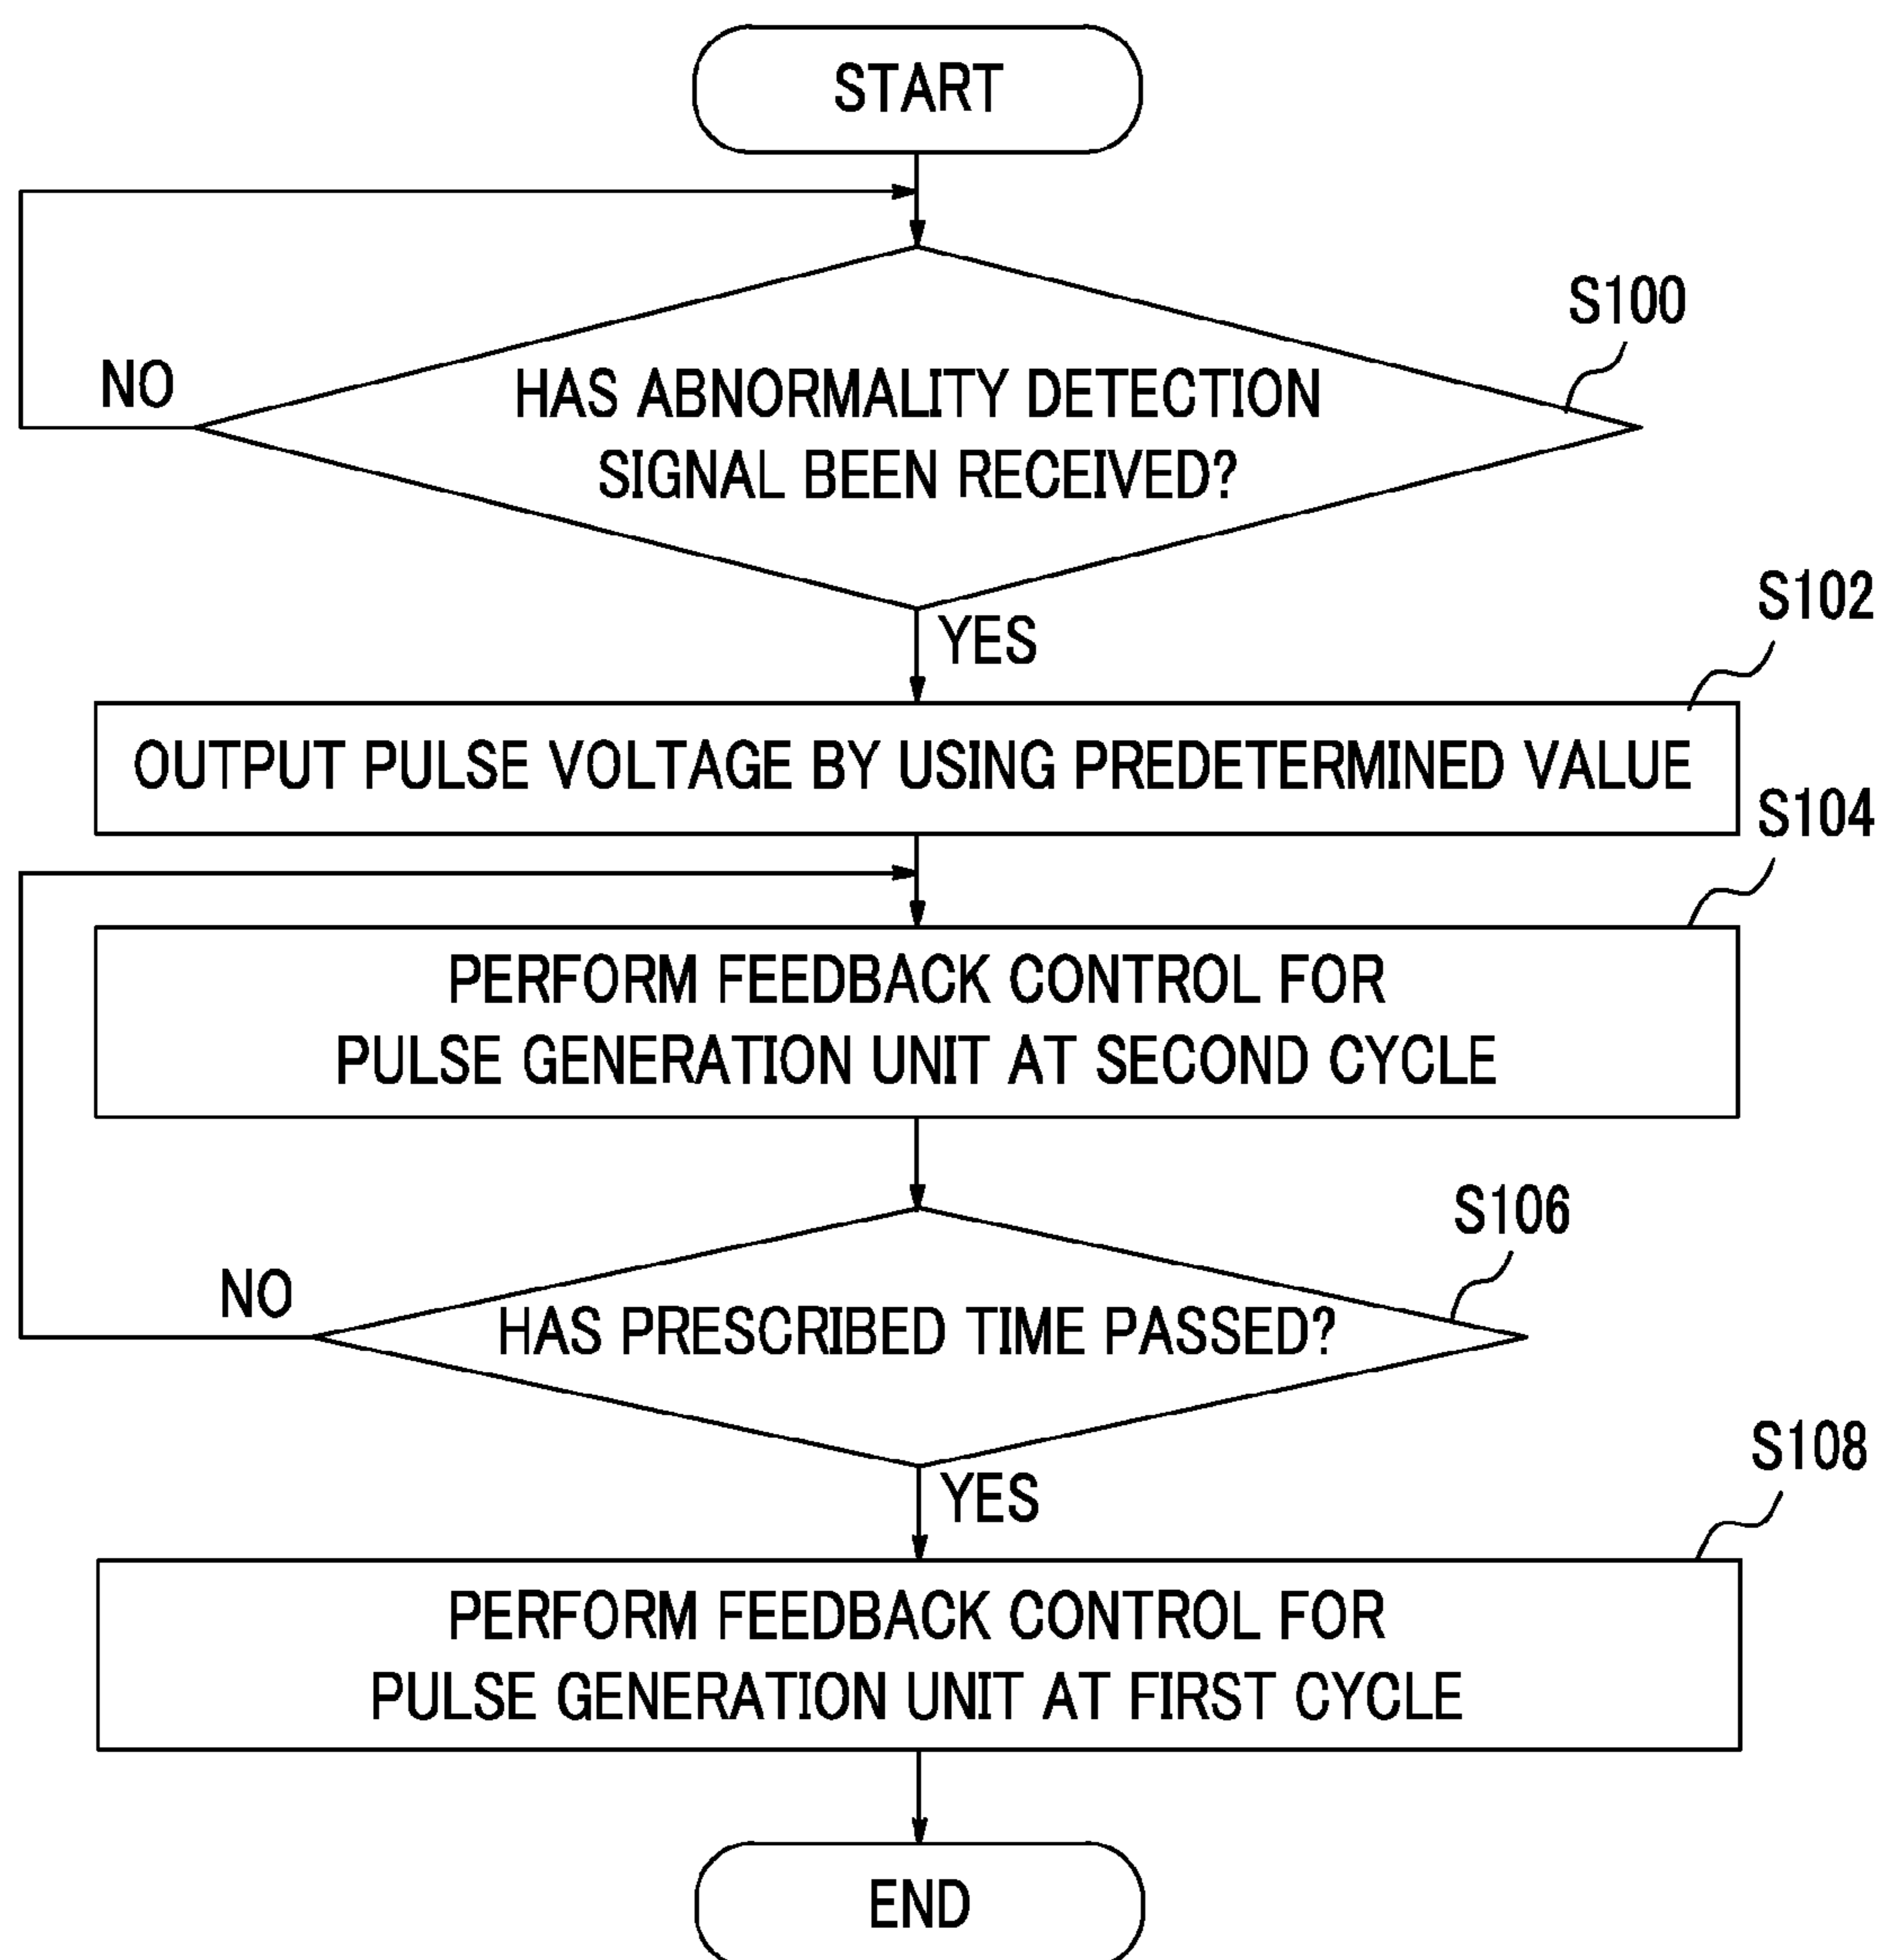 START
S100
NO
HAS ABNORMALITY DETECTION
SIGNAL BEEN RECEIVED?
YES
S102
OUTPUT PULSE VOLTAGE BY USING PREDETERMINED VALUE
S104
PERFORM FEEDBACK CONTROL FOR
PULSE GENERATION UNIT AT SECOND CYCLE
S106
NO
HAS PRESCRIBED TIME PASSED?
YES
S108
PERFORM FEEDBACK CONTROL FOR
PULSE GENERATION UNIT AT FIRST CYCLE
END